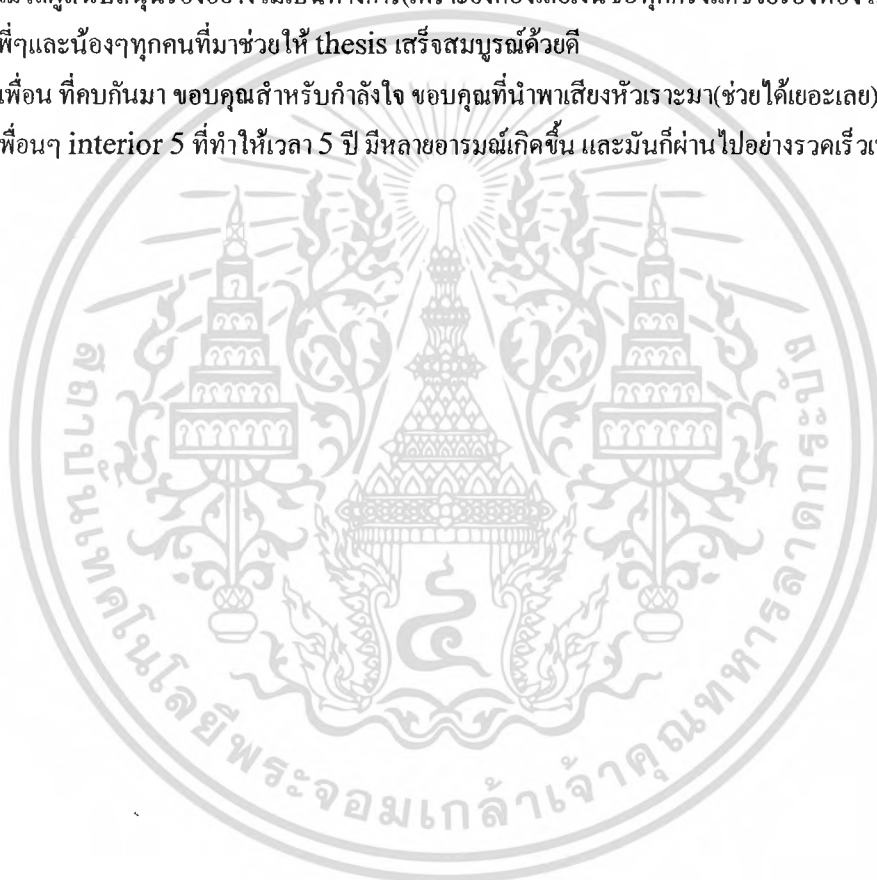 พี่ๆและน้องๆทุกคนที่มาช่วยให้ thesis เสร็จสมบูรณ์ด้วยดี
เพื่อน ที่คบกันมา ขอบคุณสำหรับกำลังใจ ขอบคุณที่นำพาเสียงหัวเราะมา(ช่วยได้เยอะเลย)
พื่อนๆ interior 5 ที่ทำให้เวลา 5 ปี มีหลายอารมณ์เกิดขึ้น และมันก็ผ่านไปอย่างรวดเร็ว
สถาบันเทคโนโลยีพระจอมเกล้าเจ้าคุณทหารลาดกระบัง
๕